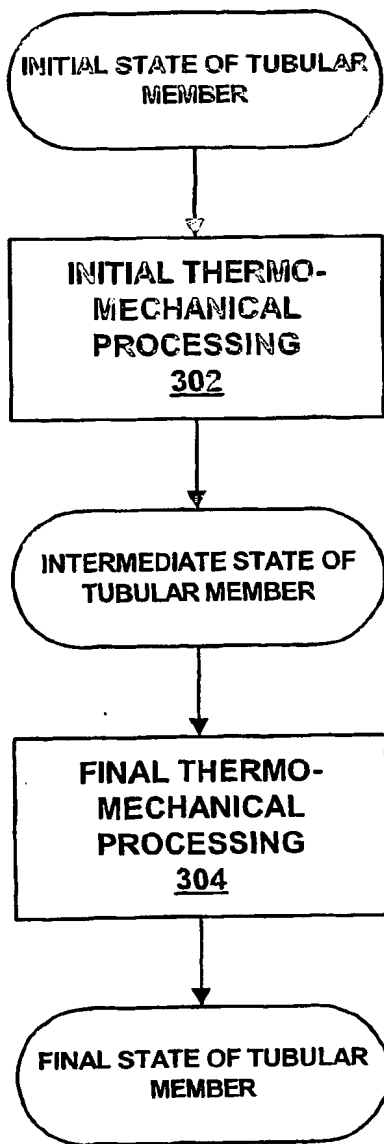 INITIAL STATE OF TUBULAR
MEMBER
INITIAL THERMO-
MECHANICAL
PROCESSING
302
INTERMEDIATE STATE OF
TUBULAR MEMBER
FINAL THERMO-
MECHANICAL
PROCESSING
304
FINAL STATE OF TUBULAR
MEMBER